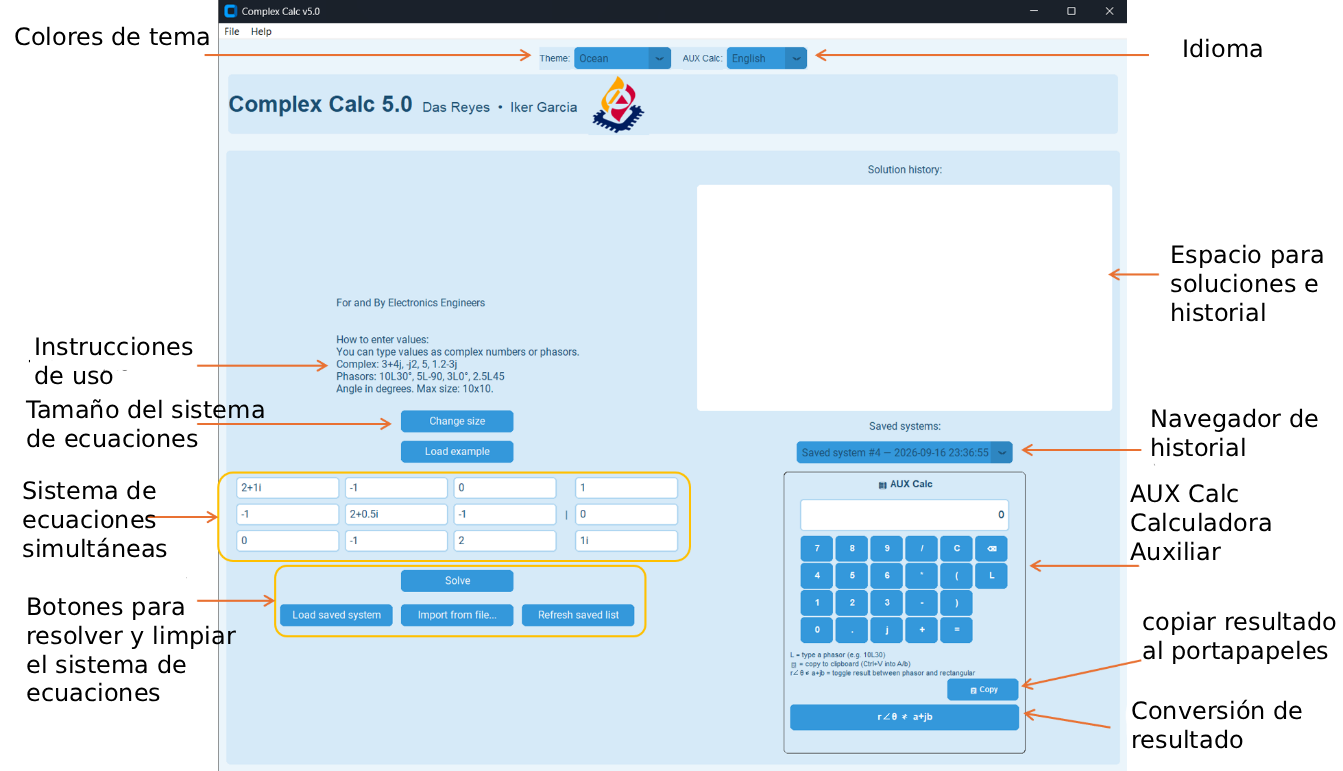 Complex Calc v5.0
File Help
Colores de tema
Theme: Ocean AUX Calc: English
Idioma
Complex Calc 5.0 Das Reyes • Iker Garcia
Solution history:
Espacio para
soluciones e
historial
For and By Electronics Engineers
How to enter values:
You can type values as complex numbers or phasors.
Complex: 3+4j, -j2, 5, 1.2-3j
Phasors: 10L30°, 5L-90, 3L0°, 2.5L45
Angle in degrees. Max size: 10x10.
Instrucciones
de uso
Tamaño del sistema
de ecuaciones
Change size
Load example
Saved systems:
Saved system #4 — 2026-09-16 23:36:55
Navegador de
historial
Sistema de
ecuaciones
simultáneas
2+1i -1 0 1
-1 2+0.5i -1 | 0
0 -1 2 1i
AUX Calc
0
7 8 9 / C ⌫
4 5 6 * ( L
1 2 3 - )
0 . j + =
AUX Calc
Calculadora
Auxiliar
Solve
Load saved system Import from file... Refresh saved list
Botones para
resolver y limpiar
el sistema de
ecuaciones
L = type a phasor (e.g. 10L30)
= copy to clipboard (Ctrl+V into A/b)
r∠θ ⇄ a+jb = toggle result between phasor and rectangular
Copy
r∠θ ⇄ a+jb
copiar resultado
al portapapeles
Conversión de
resultado